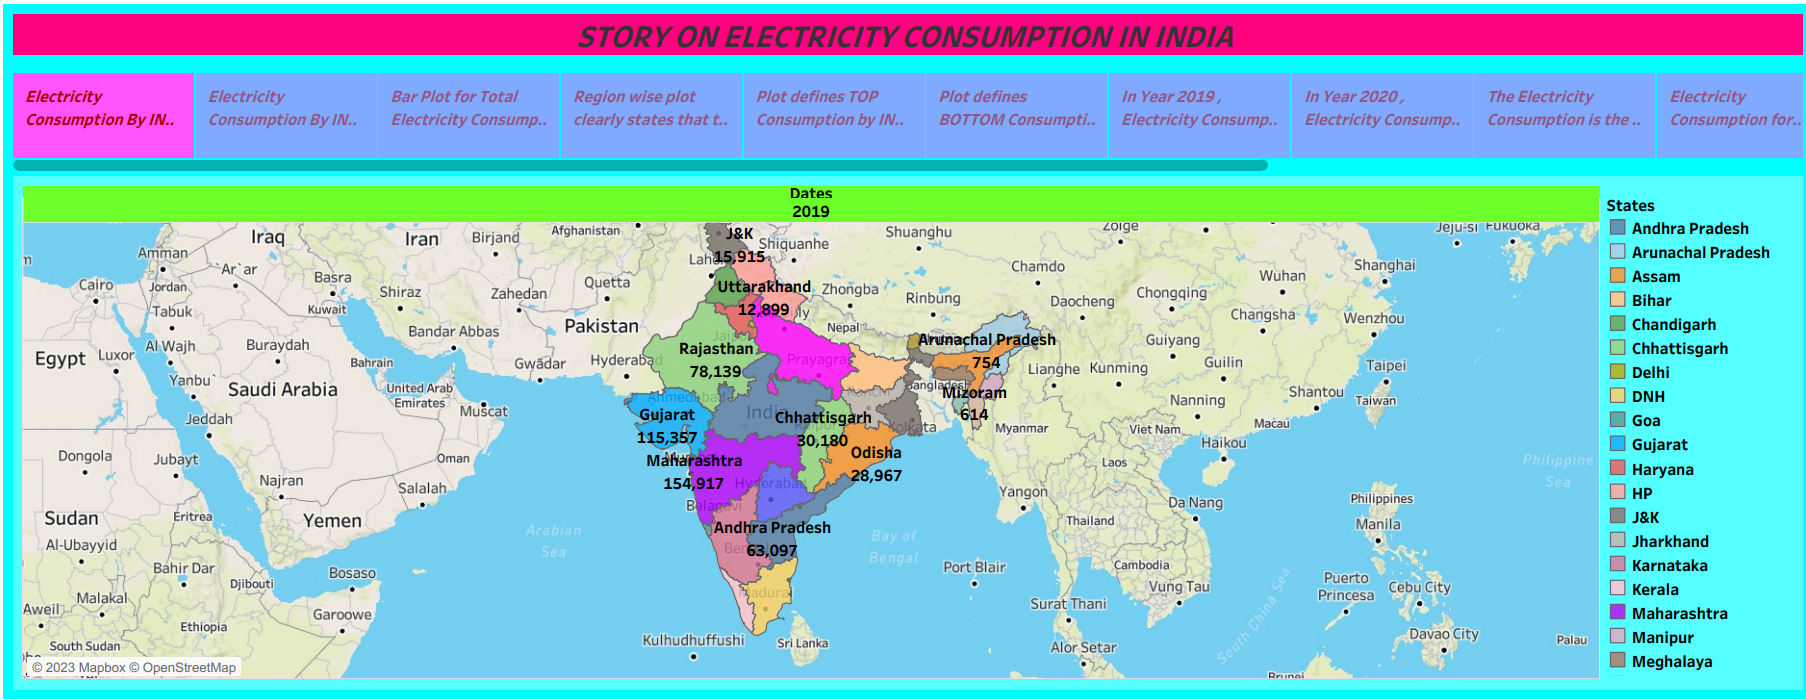 STORY ON ELECTRICITY CONSUMPTION IN INDIA
Electricity
Consumption By IN..
Electricity
Consumption By IN..
Bar Plot for Total
Electricity Consump..
Region wise plot
clearly states that t..
Plot defines TOP
Consumption by IN..
Plot defines
BOTTOM Consumpti..
In Year 2019 ,
Electricity Consump..
In Year 2020 ,
Electricity Consump..
The Electricity
Consumption is the ..
Electricity
Consumption for..
Dates
2019
J&K
15,915
Uttarakhand
12,899
Rajasthan
78,139
Gujarat
115,357
Maharashtra
154,917
Chhattisgarh
30,180
Odisha
28,967
Andhra Pradesh
63,097
Arunachal Pradesh
754
Mizoram
614
Amman
Iraq
Iran
Birjand
Afghanistan
Shiquanhe
Shuanghu
Zolge
Jeju-si
Fukuoka
Cairo
Jordan
Ar`ar
Basra
Kuwait
Shiraz
Zehedan
Quetta
Zhongba
Rinbung
Chamdo
Daocheng
Chongqing
Wuhan
Shanghai
Tabuk
Bandar Abbas
Pakistan
Nepal
Changsha
Wenzhou
Egypt
Luxor
Al Wajh
Buraydah
Bahrain
Gwādar
Hyderabad
Prayagraj
Bangladesh
Lianghe
Kunming
Guiyang
Guilin
Taipei
Yanbu`
Saudi Arabia
United Arab
Emirates
Muscat
Ahmedabad
India
Ranchi
Kolkata
Myanmar
Nanning
Shantou
Taiwan
Jeddah
Macau
Viet Nam
Haikou
Dongola
Jubayt
Oman
Laos
Philippine
Sea
Najran
Salalah
Hyderabad
Belagavi
Yangon
Da Nang
Philippines
Manila
Sudan
Eritrea
Yemen
Arabian
Sea
Bay of
Bengal
Thailand
Al-Ubayyid
Bahir Dar
Djibouti
Bosaso
Port Blair
Cambodia
Vung Tau
Puerto
Princesa
Cebu City
Aweil
Malakal
Garoowe
Madurai
Surat Thani
South China Sea
Ethiopia
South Sudan
Kulhudhuffushi
Sri Lanka
Alor Setar
Davao City
Palau
Brunei
© 2023 Mapbox © OpenStreetMap
States
Andhra Pradesh
Arunachal Pradesh
Assam
Bihar
Chandigarh
Chhattisgarh
Delhi
DNH
Goa
Gujarat
Haryana
HP
J&K
Jharkhand
Karnataka
Kerala
Maharashtra
Manipur
Meghalaya